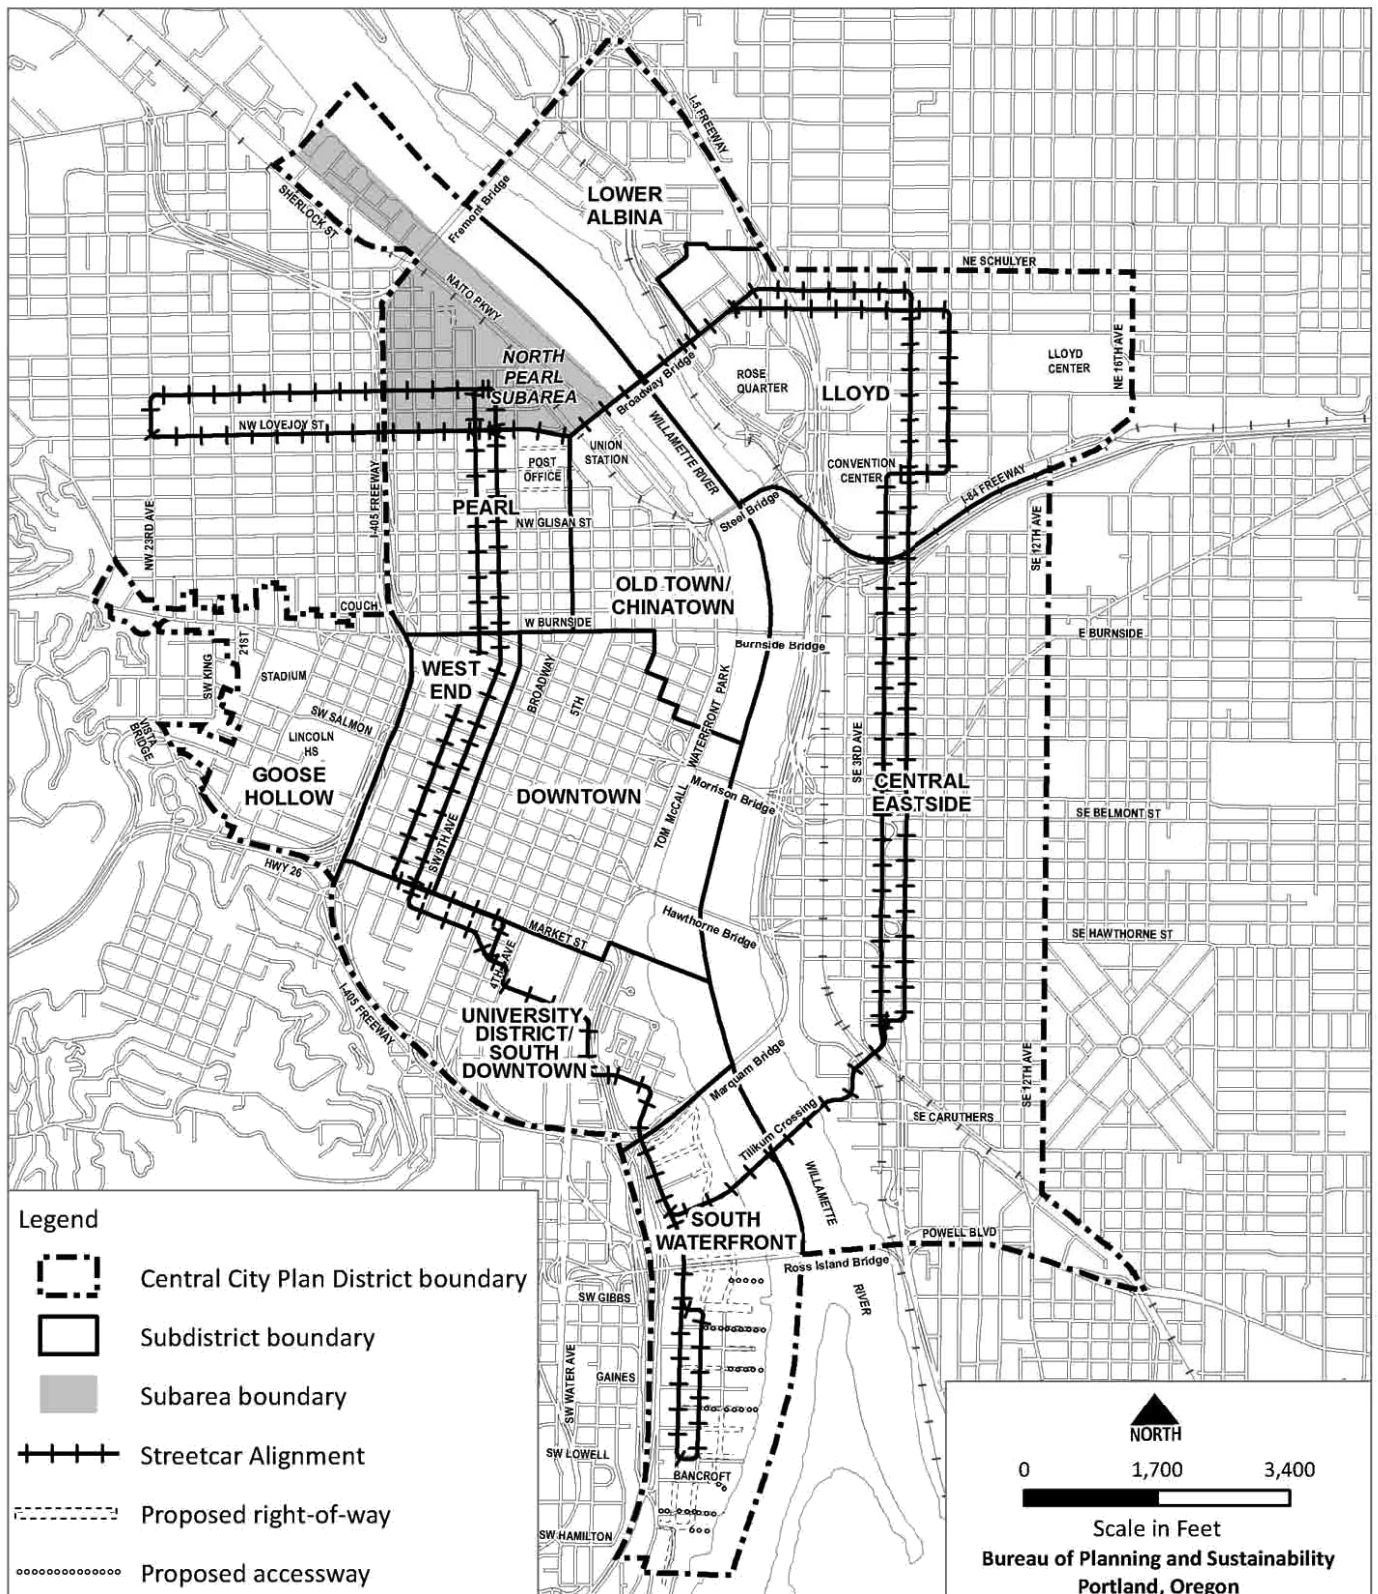 I-5 FREEWAY
LOWER
ALBINA
SHERLOCK ST
Fremont Bridge
NE SCHULYER
NAITO PKWY
NORTH
PEARL
SUBAREA
Broadway Bridge
ROSE
QUARTER
LLOYD
LLOYD
CENTER
NE 16TH AVE
NW LOVEJOY ST
UNION
STATION
POST
OFFICE
WILLAMETTE RIVER
CONVENTION
CENTER
I-84 FREEWAY
I-405 FREEWAY
PEARL
NW GLISAN ST
Steel Bridge
NW 23RD AVE
SE 12TH AVE
OLD TOWN/
CHINATOWN
COUCH
W BURNSIDE
Burnside Bridge
E BURNSIDE
21ST
SW KING
STADIUM
WEST
END
BROADWAY
5TH
TOM McCALL WATERFRONT PARK
SW SALMON
LINCOLN
HS
VISTA
BRIDGE
GOOSE
HOLLOW
DOWNTOWN
Morrison Bridge
SE 3RD AVE
CENTRAL
EASTSIDE
SE BELMONT ST
SW 9TH AVE
HWY 26
MARKET ST
Hawthorne Bridge
SE HAWTHORNE ST
4TH AVE
I-405 FREEWAY
UNIVERSITY
DISTRICT/
SOUTH
DOWNTOWN
Marquam Bridge
SE 12TH AVE
Tillkum Crossing
SE CARUTHERS
WILLAMETTE
RIVER
SOUTH
WATERFRONT
POWELL BLVD
Ross Island Bridge
SW GIBBS
SW WATER AVE
GAINES
SW LOWELL
BANCROFT
SW HAMILTON
Legend
Central City Plan District boundary
Subdistrict boundary
Subarea boundary
Streetcar Alignment
Proposed right-of-way
Proposed accessway
NORTH
0 1,700 3,400
Scale in Feet
Bureau of Planning and Sustainability
Portland, Oregon